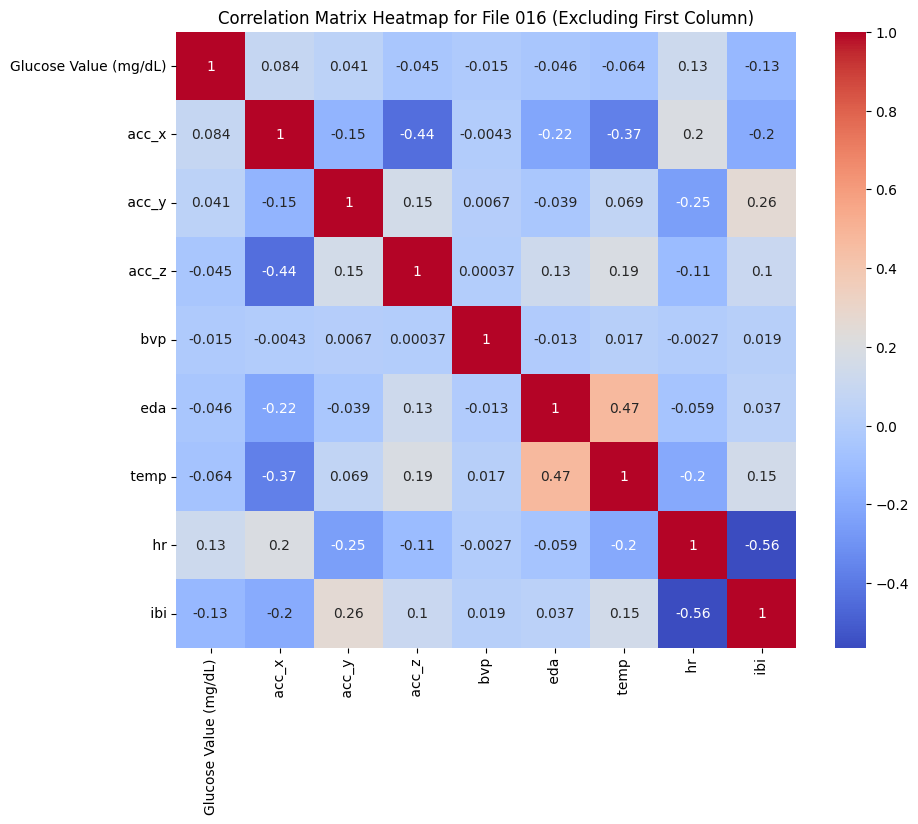 Correlation Matrix Heatmap for File 016 (Excluding First Column)
Glucose Value (mg/dL) 1 0.084 0.041 -0.045 -0.015 -0.046 -0.064 0.13 -0.13
acc_x 0.084 1 -0.15 -0.44 -0.0043 -0.22 -0.37 0.2 -0.2
acc_y 0.041 -0.15 1 0.15 0.0067 -0.039 0.069 -0.25 0.26
acc_z -0.045 -0.44 0.15 1 0.00037 0.13 0.19 -0.11 0.1
bvp -0.015 -0.0043 0.0067 0.00037 1 -0.013 0.017 -0.0027 0.019
eda -0.046 -0.22 -0.039 0.13 -0.013 1 0.47 -0.059 0.037
temp -0.064 -0.37 0.069 0.19 0.017 0.47 1 -0.2 0.15
hr 0.13 0.2 -0.25 -0.11 -0.0027 -0.059 -0.2 1 -0.56
ibi -0.13 -0.2 0.26 0.1 0.019 0.037 0.15 -0.56 1
Glucose Value (mg/dL) acc_x acc_y acc_z bvp eda temp hr ibi
1.0
0.8
0.6
0.4
0.2
0.0
−0.2
−0.4